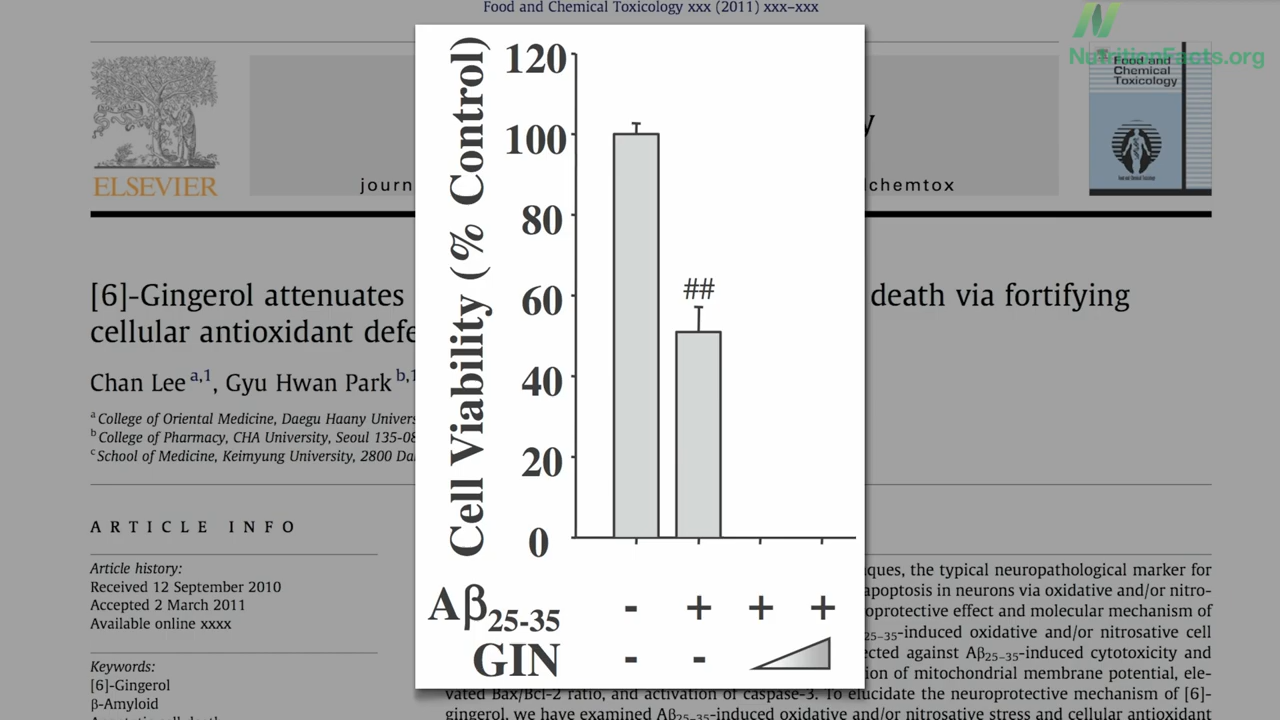 Food and Chemical Toxicology xxx (2011) xxx–xxx
NutritionFacts.org
Food and
Chemical
Toxicology
ELSEVIER
journ
lchemtox
[6]-Gingerol attenuates
death via fortifying
cellular antioxidant defe
Chan Lee a,1, Gyu Hwan Park b,1
a College of Oriental Medicine, Daegu Haany Univers
b College of Pharmacy, CHA University, Seoul 135-08
c School of Medicine, Keimyung University, 2800 Da
ARTICLE INFO
Article history:
Received 12 September 2010
Accepted 2 March 2011
Available online xxxx
Keywords:
[6]-Gingerol
β-Amyloid
Cell Viability (% Control)
120
100
80
60
40
20
0
##
Aβ25-35 - + + +
GIN - -
ques, the typical neuropathological marker for
apoptosis in neurons via oxidative and/or nitro-
oprotective effect and molecular mechanism of
25–35-induced oxidative and/or nitrosative cell
cted against Aβ25–35-induced cytotoxicity and
ion of mitochondrial membrane potential, ele-
vated Bax/Bcl-2 ratio, and activation of caspase-3. To elucidate the neuroprotective mechanism of [6]-
gingerol, we have examined Aβ25–35-induced oxidative and/or nitrosative stress and cellular antioxidant